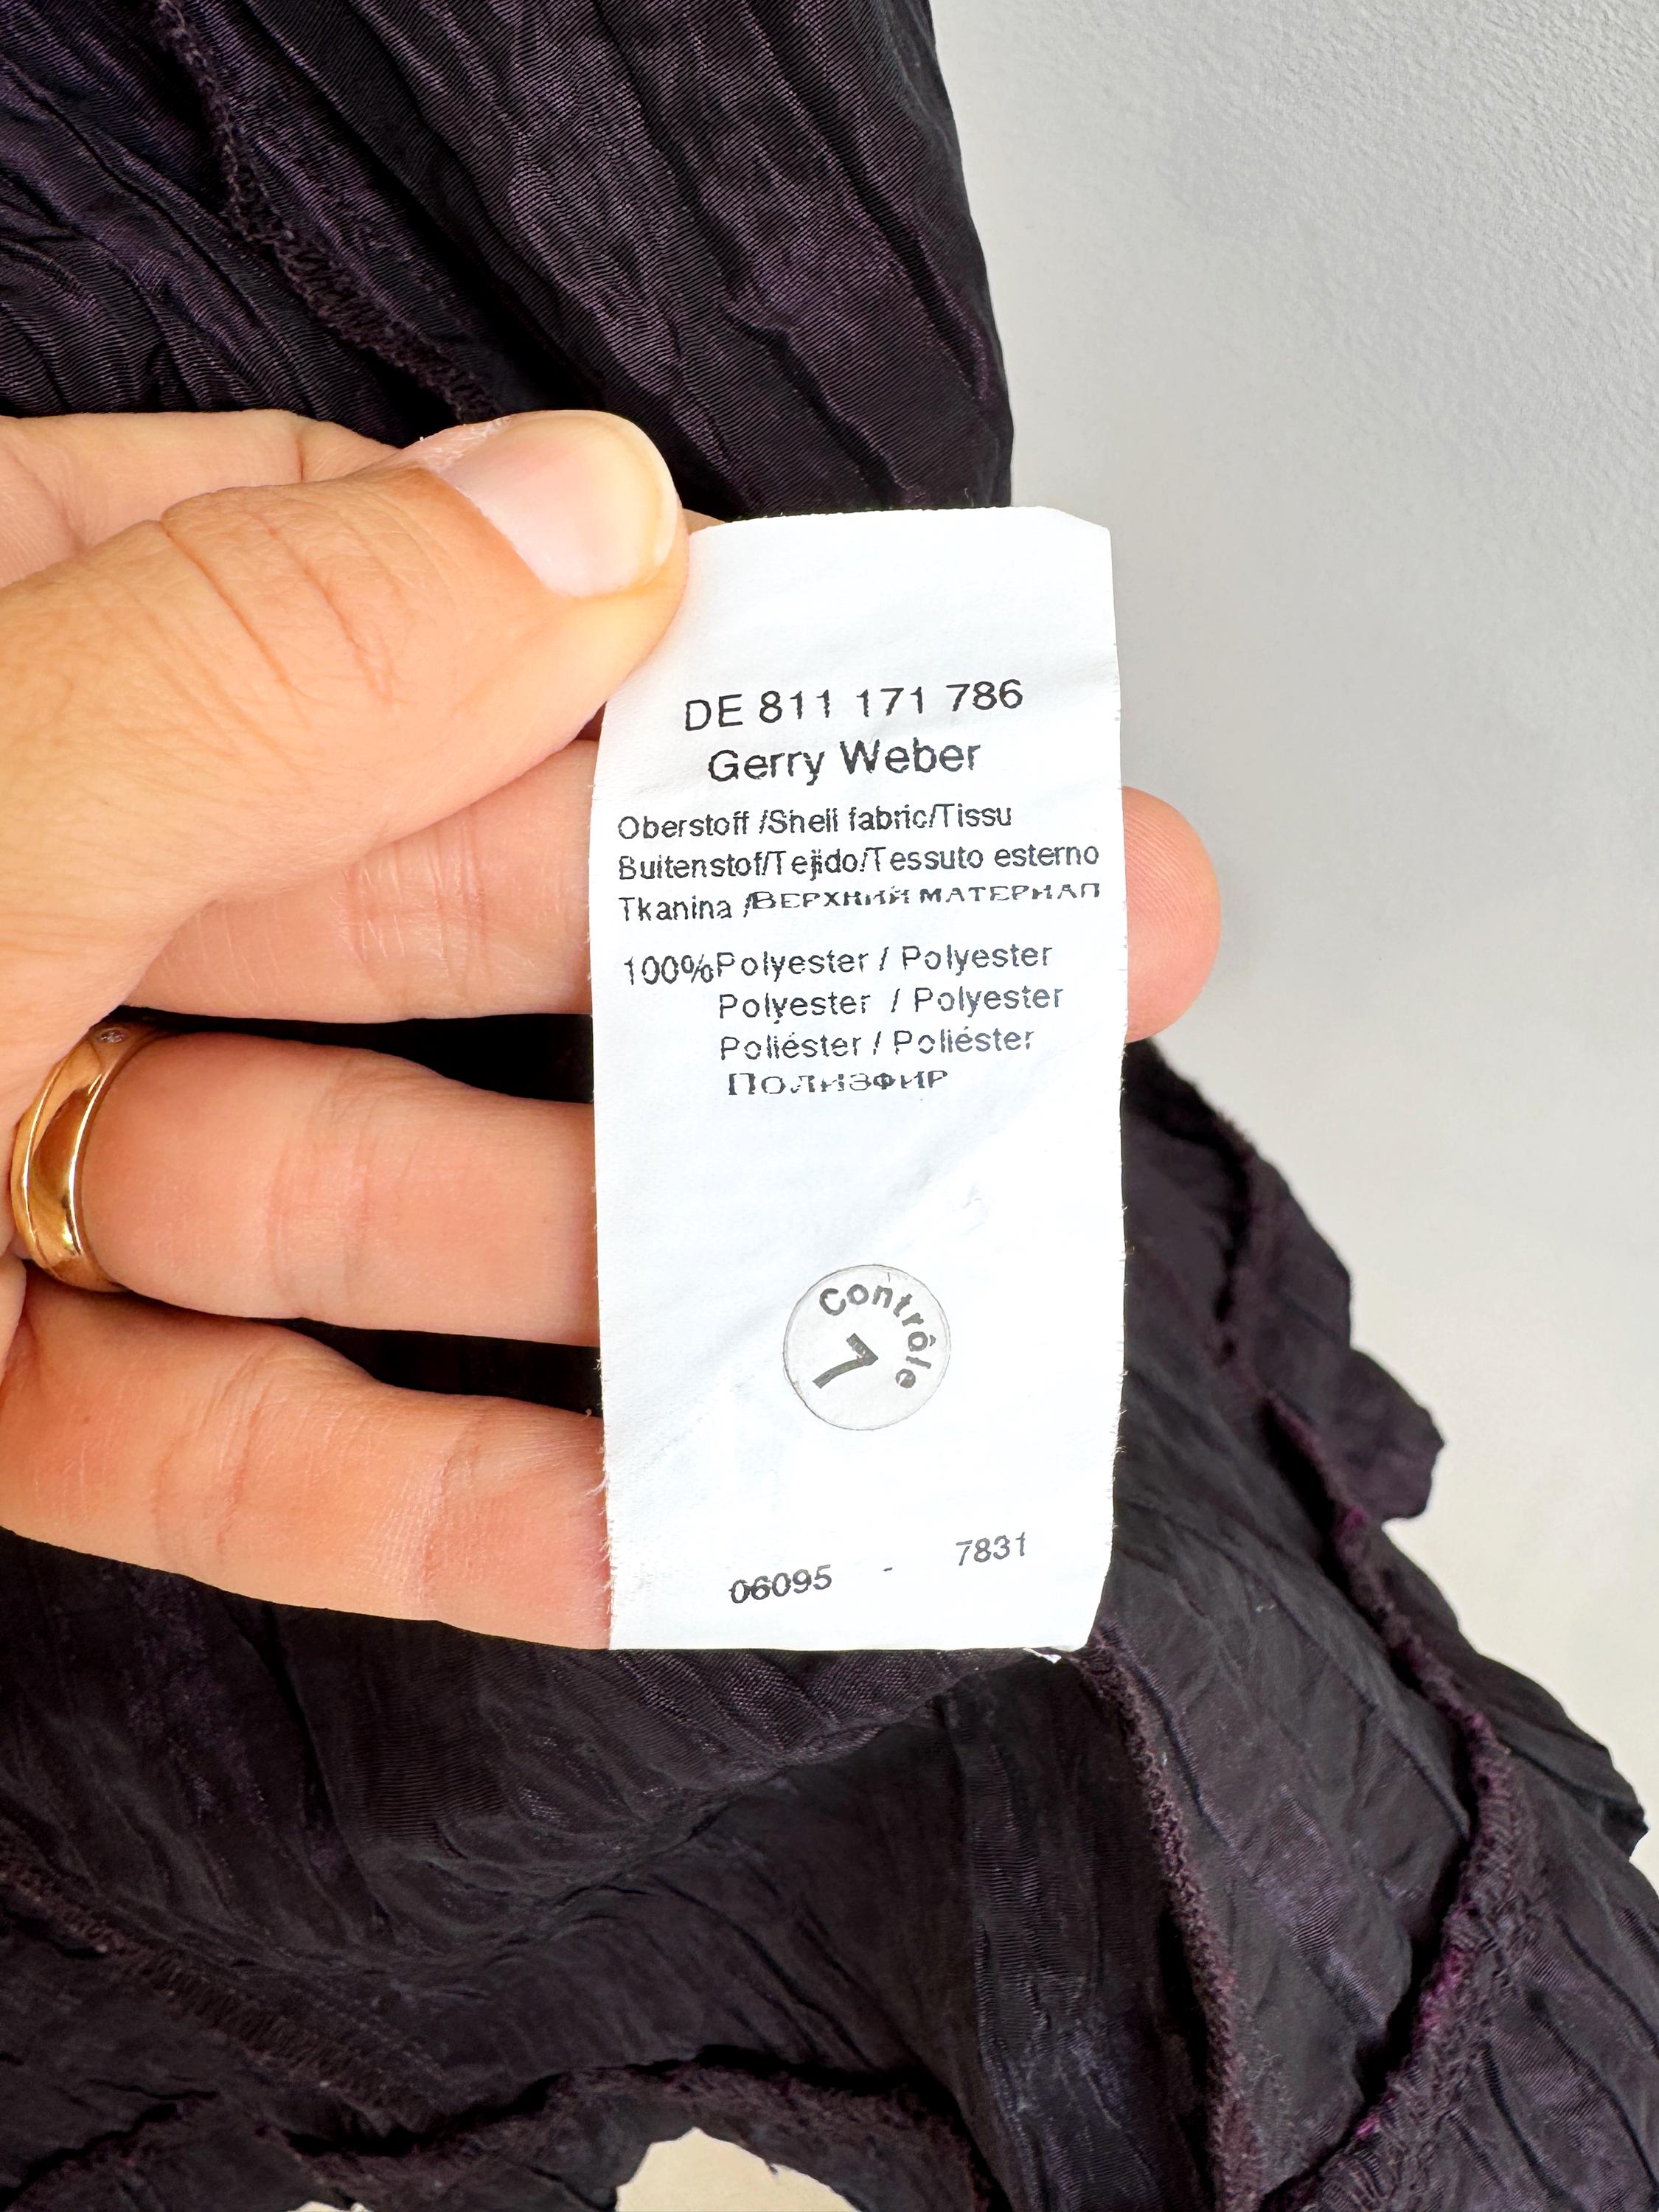 DE 811 171 786
Gerry Weber
Oberstoff /Shell fabric/Tissu
Buitenstof/Tejido/Tessuto esterno
Tkanina /ВЕРХНИЙ МАТЕРИАЛ
100%Polyester / Polyester
Polyester / Polyester
Poliéster / Poliéster
ПОЛИЭФИР
Contrôle
7
06095 - 7831